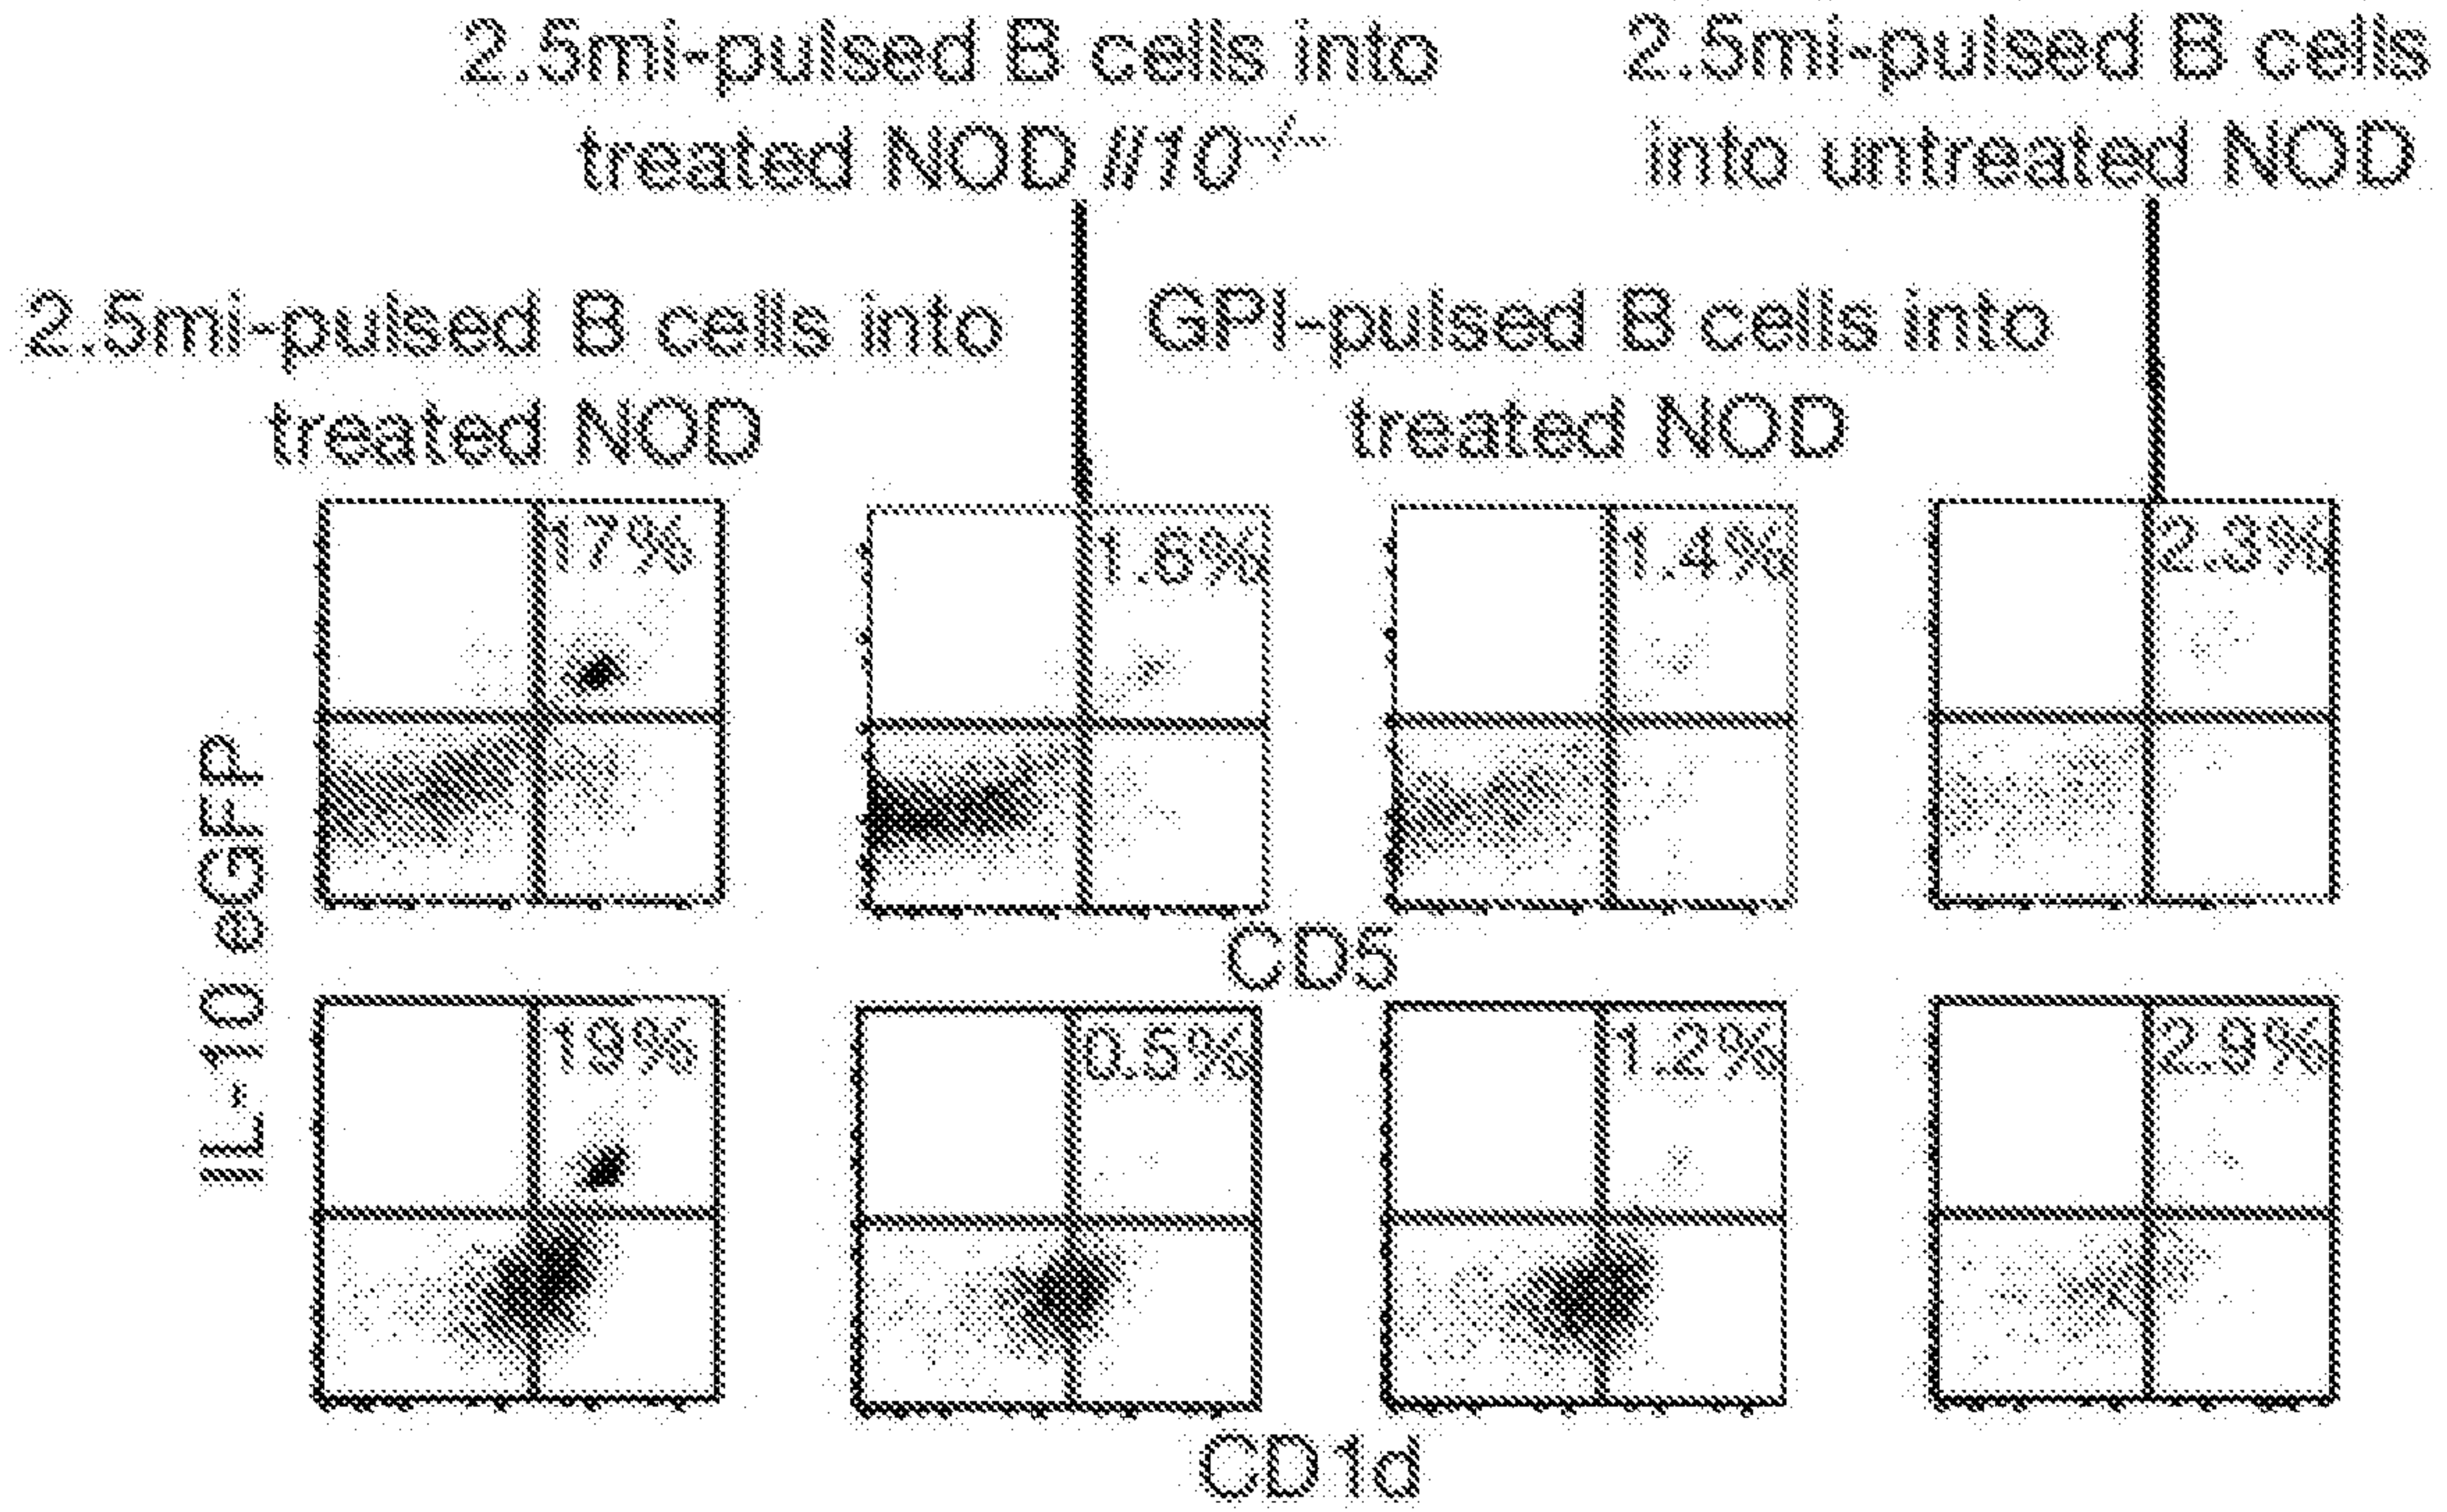 2.5mi-pulsed B cells into
treated NOD Il10-/-
2.5mi-pulsed B cells
into untreated NOD
2.5mi-pulsed B cells into
treated NOD
GPI-pulsed B cells into
treated NOD
17%
1.6%
1.4%
2.3%
IL-10 eGFP
CD5
19%
0.5%
1.2%
2.9%
CD1d